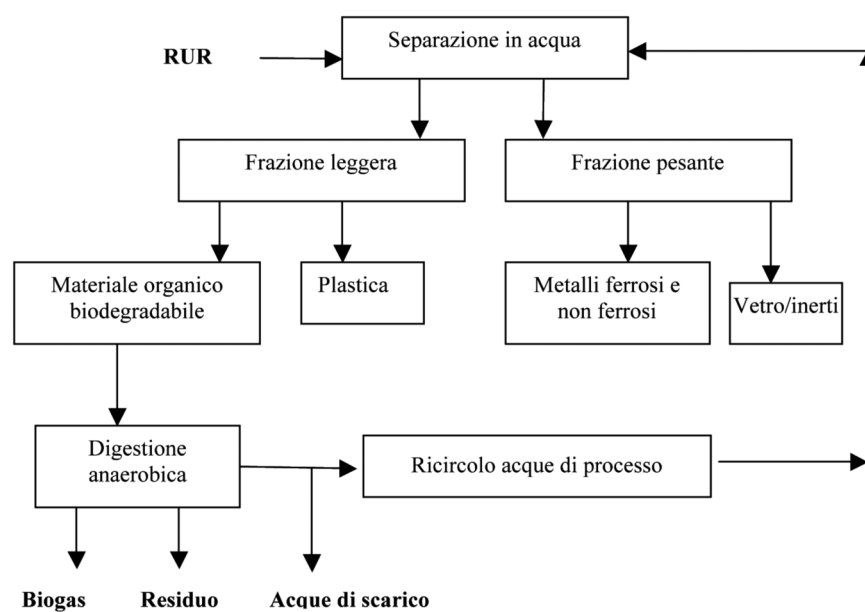 Separazione in acqua
RUR
Frazione leggera
Frazione pesante
Materiale organico
biodegradabile
Plastica
Metalli ferrosi e
non ferrosi
Vetro/inerti
Digestione
anaerobica
Ricircolo acque di processo
Biogas
Residuo
Acque di scarico